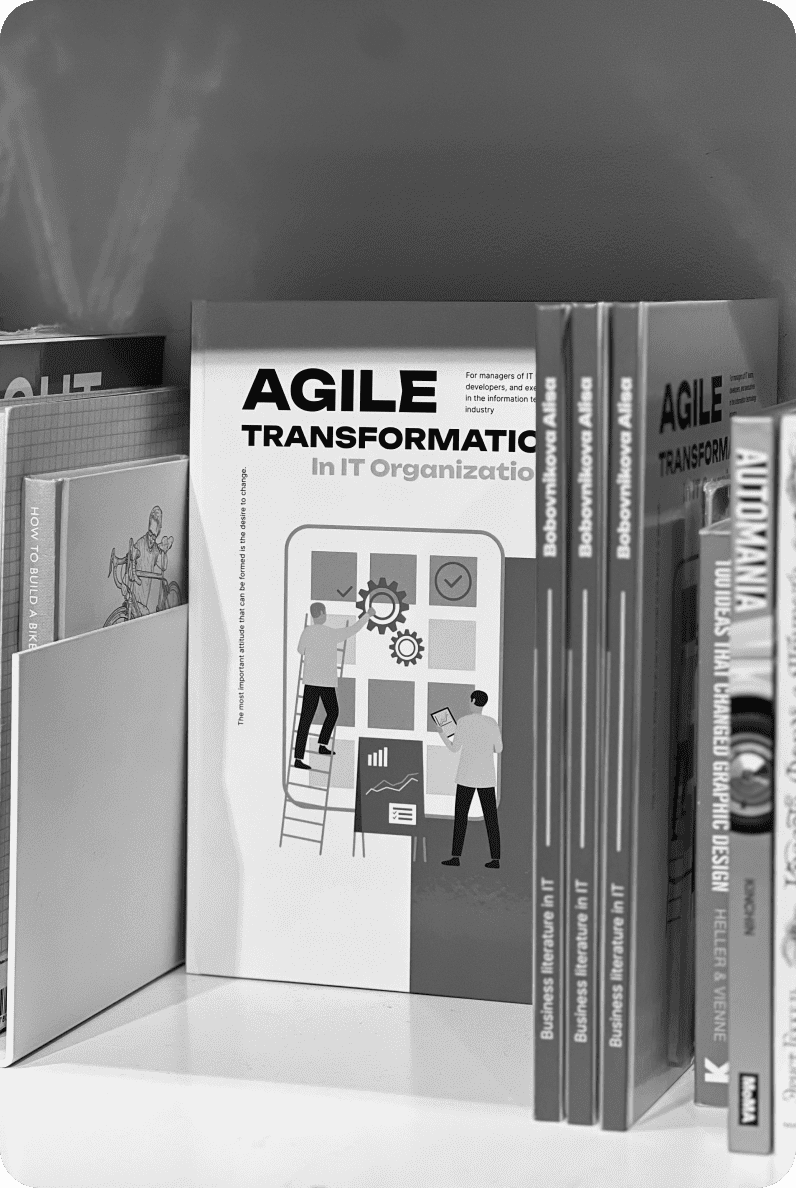 HOW TO BUILD A BIKE
AGILE
TRANSFORMATIO
In IT Organizatio
For managers of IT
developers, and exe
in the information te
industry
The most important attitude that can be formed is the desire to change.
Bobovnikova Alisa
Business literature in IT
Bobovnikova Alisa
Business literature in IT
Bobovnikova Alisa
Business literature in IT
AGILE
TRANSFORM
100 IDEAS THAT CHANGED GRAPHIC DESIGN
HELLER & VIENNE
AUTOMANIA
KINCHIN
MoMA